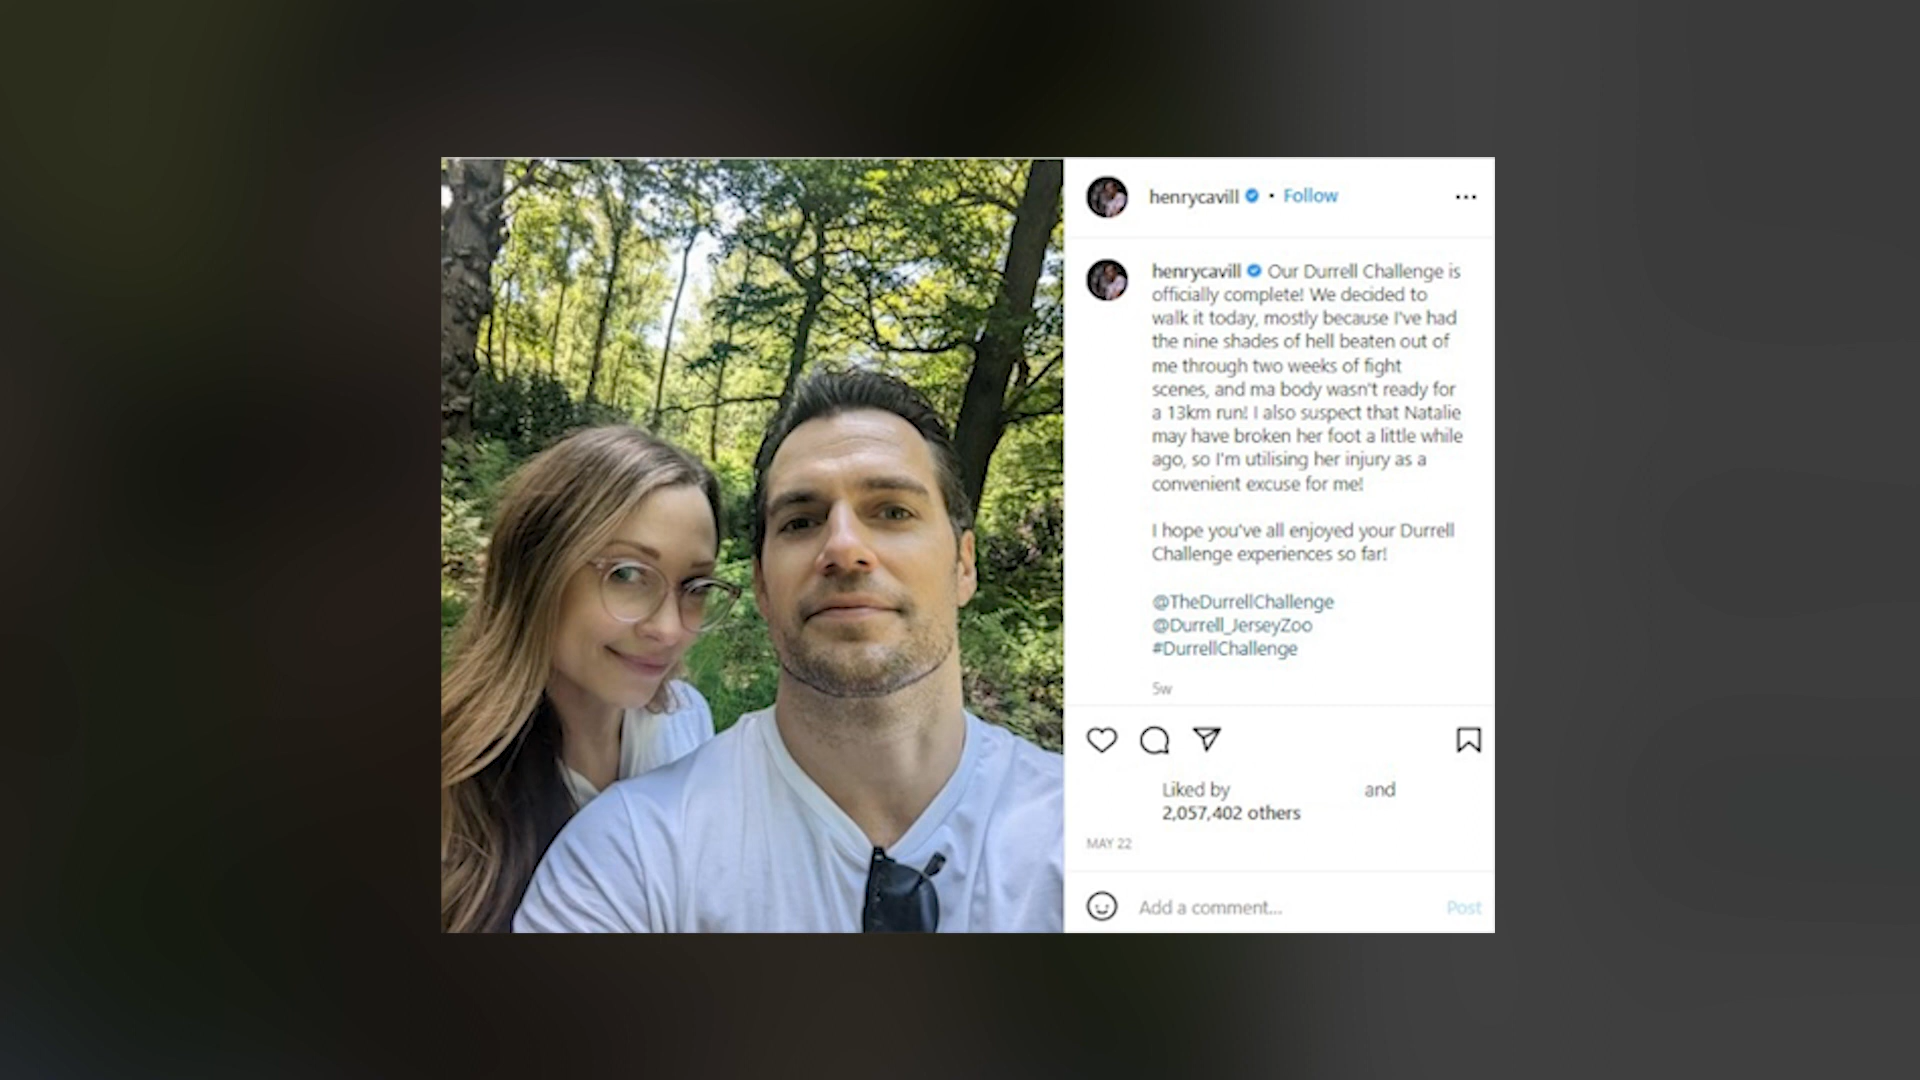 henrycavill • Follow
henrycavill Our Durrell Challenge is
officially complete! We decided to
walk it today, mostly because I've had
the nine shades of hell beaten out of
me through two weeks of fight
scenes, and ma body wasn't ready for
a 13km run! I also suspect that Natalie
may have broken her foot a little while
ago, so I'm utilising her injury as a
convenient excuse for me!
I hope you've all enjoyed your Durrell
Challenge experiences so far!
@TheDurrellChallenge
@Durrell_JerseyZoo
#DurrellChallenge
5w
Liked by and
2,057,402 others
MAY 22
Add a comment... Post